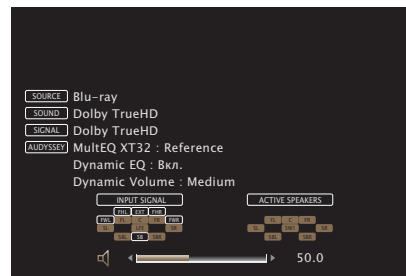 SOURCE Blu-ray
SOUND Dolby TrueHD
SIGNAL Dolby TrueHD
AUDYSSEY MultEQ XT32 : Reference
Dynamic EQ : Вкл.
Dynamic Volume : Medium
INPUT SIGNAL ACTIVE SPEAKERS
FHL EXT FHR
FWL FL C FR FWR FL C FR
SL LFE SR SL SW1 SR
SBL SB SBR SBL SBR
50.0